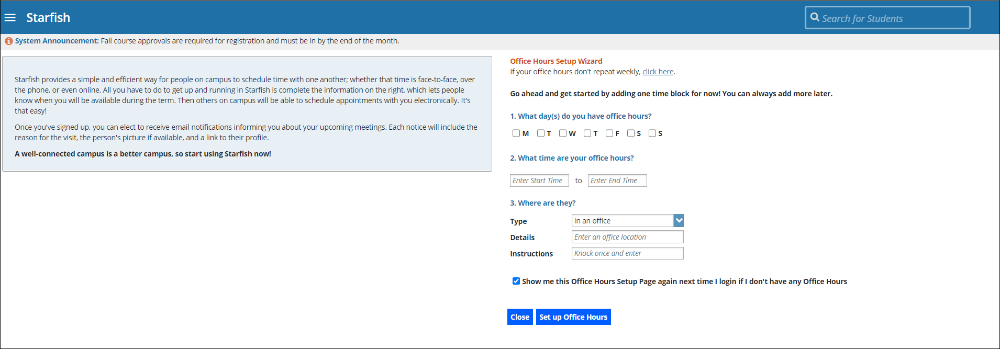 Starfish
Search for Students
System Announcement: Fall course approvals are required for registration and must be in by the end of the month.
Starfish provides a simple and efficient way for people on campus to schedule time with one another; whether that time is face-to-face, over
the phone, or even online. All you have to do to get up and running in Starfish is complete the information on the right, which lets people
know when you will be available during the term. Then others on campus will be able to schedule appointments with you electronically. It's
that easy!
Once you've signed up, you can elect to receive email notifications informing you about your upcoming meetings. Each notice will include the
reason for the visit, the person's picture if available, and a link to their profile.
A well-connected campus is a better campus, so start using Starfish now!
Office Hours Setup Wizard
If your office hours don't repeat weekly, click here.
Go ahead and get started by adding one time block for now! You can always add more later.
1. What day(s) do you have office hours?
M T W T F S S
2. What time are your office hours?
Enter Start Time to Enter End Time
3. Where are they?
Type in an office
Details Enter an office location
Instructions Knock once and enter
Show me this Office Hours Setup Page again next time I login if I don't have any Office Hours
Close Set up Office Hours